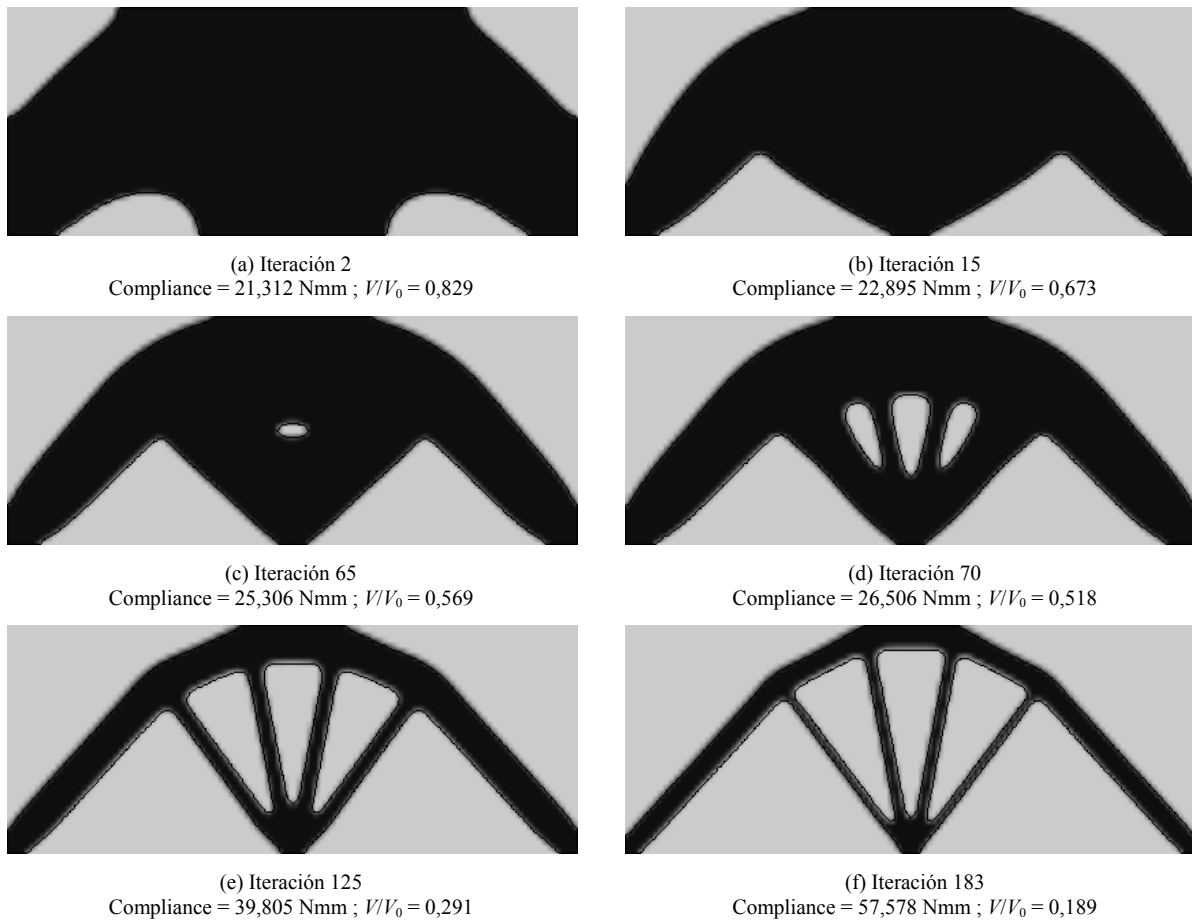 (a) Iteración 2
Compliance = 21,312 Nmm ; V/V0 = 0,829
(b) Iteración 15
Compliance = 22,895 Nmm ; V/V0 = 0,673
(c) Iteración 65
Compliance = 25,306 Nmm ; V/V0 = 0,569
(d) Iteración 70
Compliance = 26,506 Nmm ; V/V0 = 0,518
(e) Iteración 125
Compliance = 39,805 Nmm ; V/V0 = 0,291
(f) Iteración 183
Compliance = 57,578 Nmm ; V/V0 = 0,189